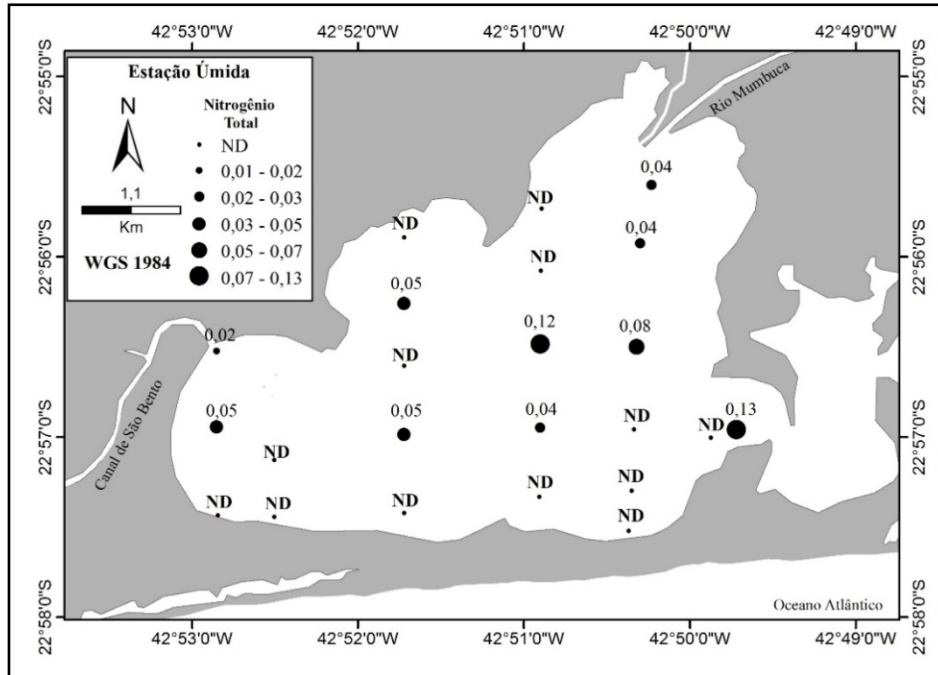 42°53'0"W 42°52'0"W 42°51'0"W 42°50'0"W 42°49'0"W
22°55'0"S
22°55'0"S
Estação Úmida
N
1,1
Km
WGS 1984
Nitrogênio
Total
ND
0,01 - 0,02
0,02 - 0,03
0,03 - 0,05
0,05 - 0,07
0,07 - 0,13
Rio Mumbuca
0,04
ND
ND
0,04
22°56'0"S
ND
22°56'0"S
0,05
0,02
0,12
0,08
ND
Canal de São Bento
0,05
0,05
0,04
ND
ND
0,13
22°57'0"S
22°57'0"S
ND
ND
ND
ND
ND
ND
ND
Oceano Atlântico
22°58'0"S
22°58'0"S
42°53'0"W 42°52'0"W 42°51'0"W 42°50'0"W 42°49'0"W